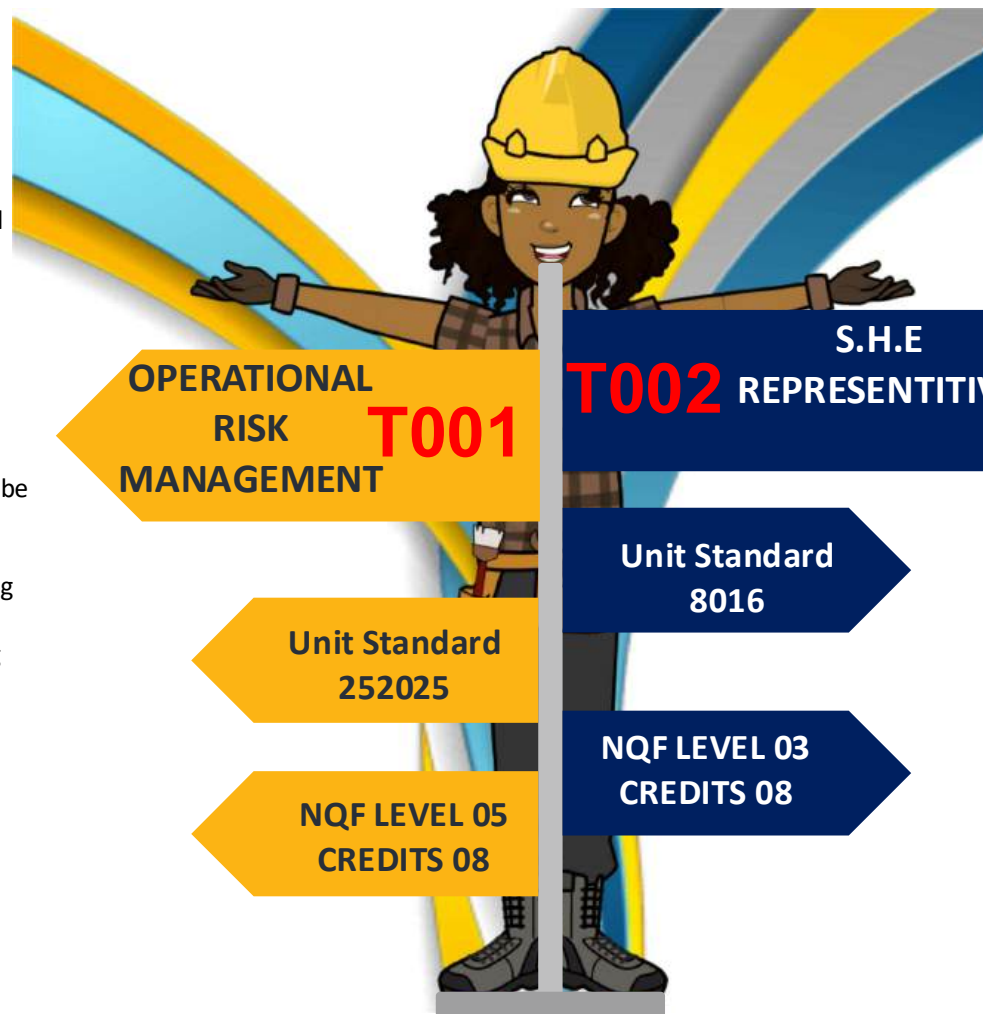 be
g
OPERATIONAL
RISK
MANAGEMENT
T001
Unit Standard
252025
NQF LEVEL 05
CREDITS 08
T002
S.H.E
REPRESENTITIV
Unit Standard
8016
NQF LEVEL 03
CREDITS 08